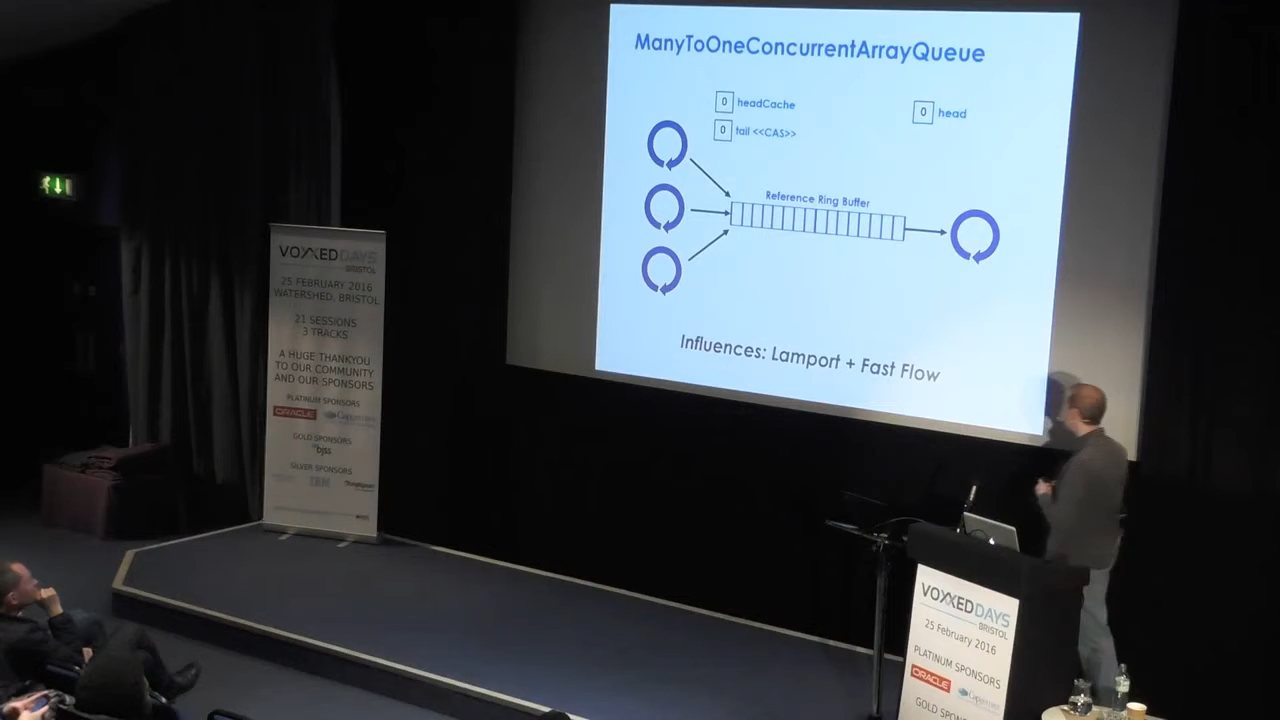 ManyToOneConcurrentArrayQueue
0 headCache
0 head
0 tail <<CAS>>
Reference Ring Buffer
Influences: Lamport + Fast Flow
VOXXED DAYS
BRISTOL
25 FEBRUARY 2016
WATERSHED, BRISTOL
21 SESSIONS
3 TRACKS
A HUGE THANKYOU
TO OUR COMMUNITY
AND OUR SPONSORS
PLATINUM SPONSORS
ORACLE
GOLD SPONSORS
bjss
SILVER SPONSORS
IBM
VOXXED DAYS
BRISTOL
25 February 2016
PLATINUM SPONSORS
ORACLE
GOLD